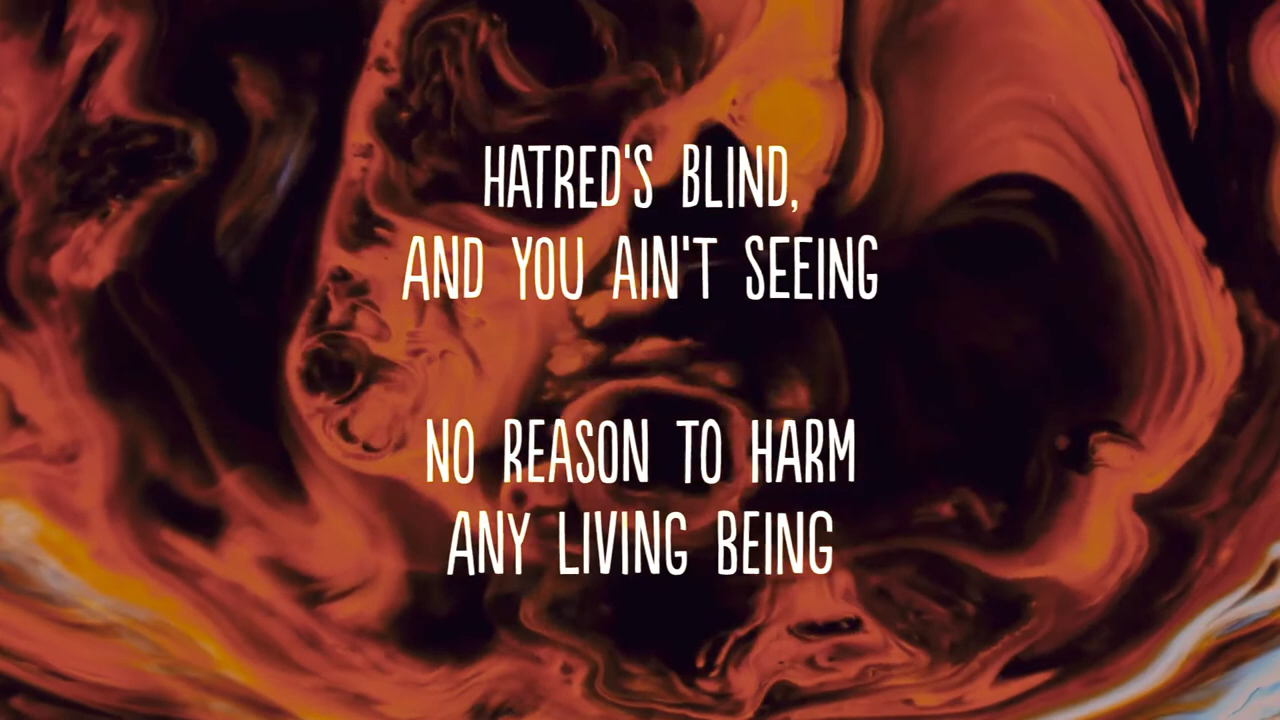 HATRED'S BLIND,
AND YOU AIN'T SEEING
NO REASON TO HARM
ANY LIVING BEING